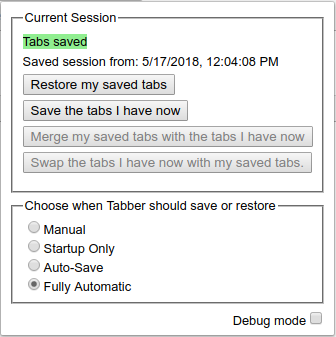 Current Session
Tabs saved
Saved session from: 5/17/2018, 12:04:08 PM
Restore my saved tabs
Save the tabs I have now
Merge my saved tabs with the tabs I have now
Swap the tabs I have now with my saved tabs.
Choose when Tabber should save or restore
Manual
Startup Only
Auto-Save
Fully Automatic
Debug mode